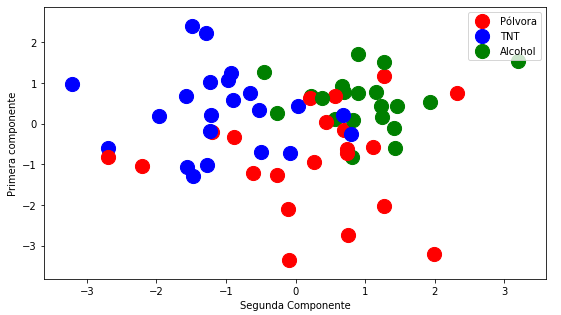 Pólvora
TNT
Alcohol
2
1
0
−1
−2
−3
Primera componente
−3
−2
−1
0
1
2
3
Segunda Componente